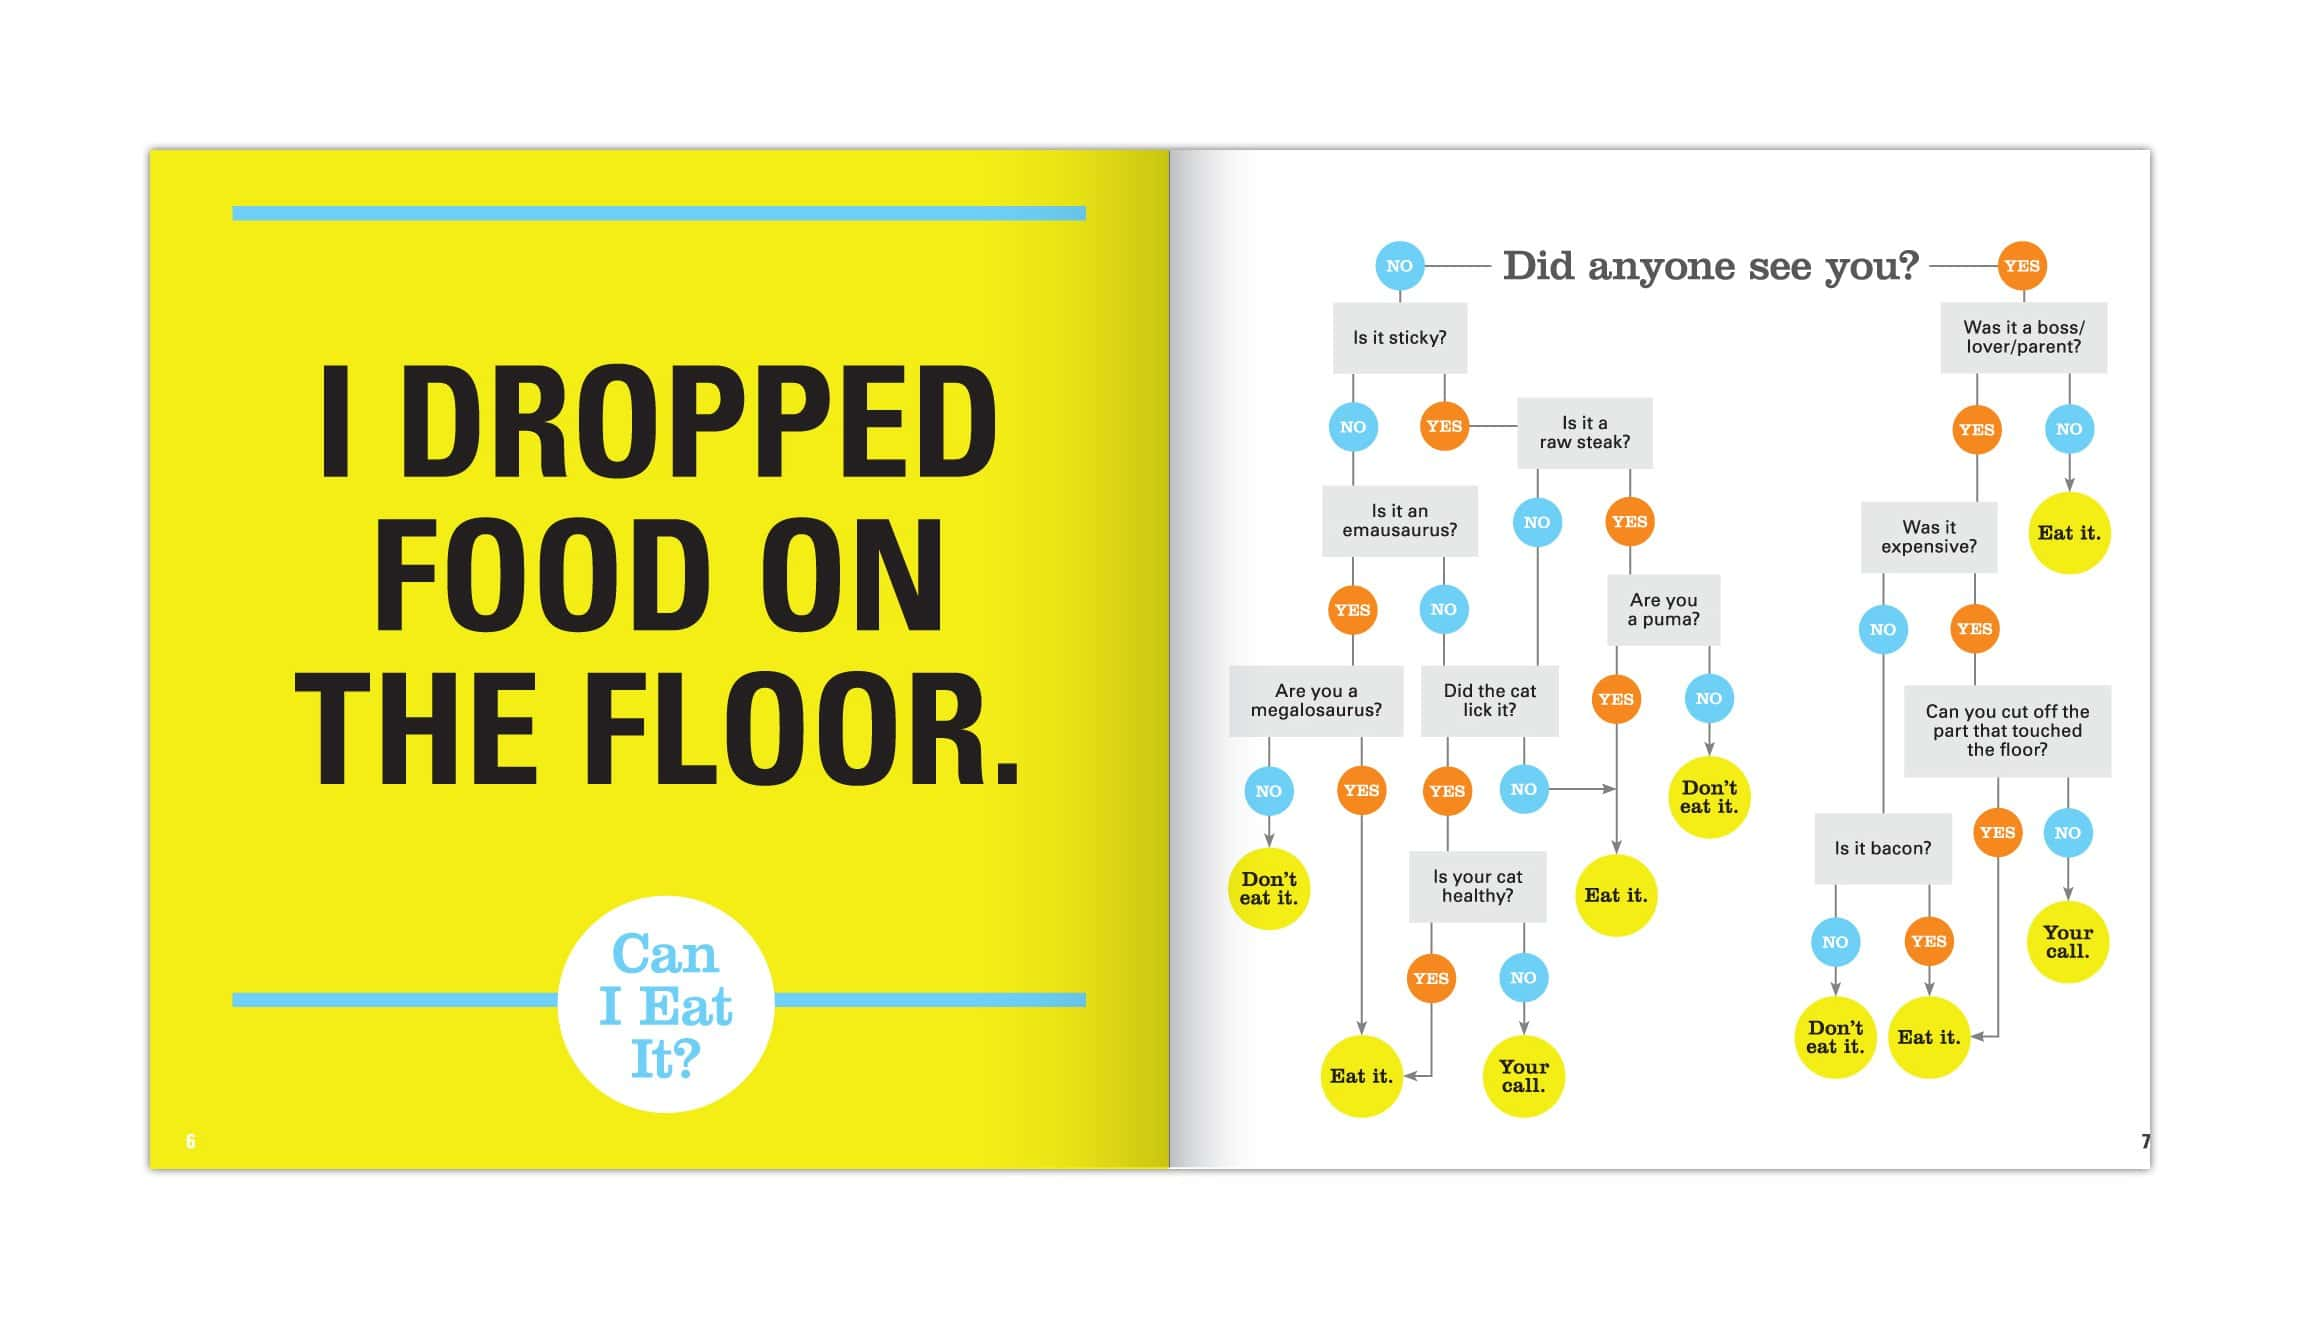 I DROPPED
FOOD ON
THE FLOOR.
Can
I Eat
It?
6
NO
Did anyone see you?
YES
Is it sticky?
Was it a boss/
lover/parent?
NO
YES
Is it a
raw steak?
YES
NO
Is it an
emausaurus?
NO
YES
Was it
expensive?
Eat it.
YES
NO
Are you
a puma?
NO
YES
Are you a
megalosaurus?
Did the cat
lick it?
YES
NO
Can you cut off the
part that touched
the floor?
NO
YES
YES
NO
Don't
eat it.
Is it bacon?
YES
NO
Don't
eat it.
Is your cat
healthy?
Eat it.
NO
YES
Your
call.
YES
NO
Don't
eat it.
Eat it.
Eat it.
Your
call.
7